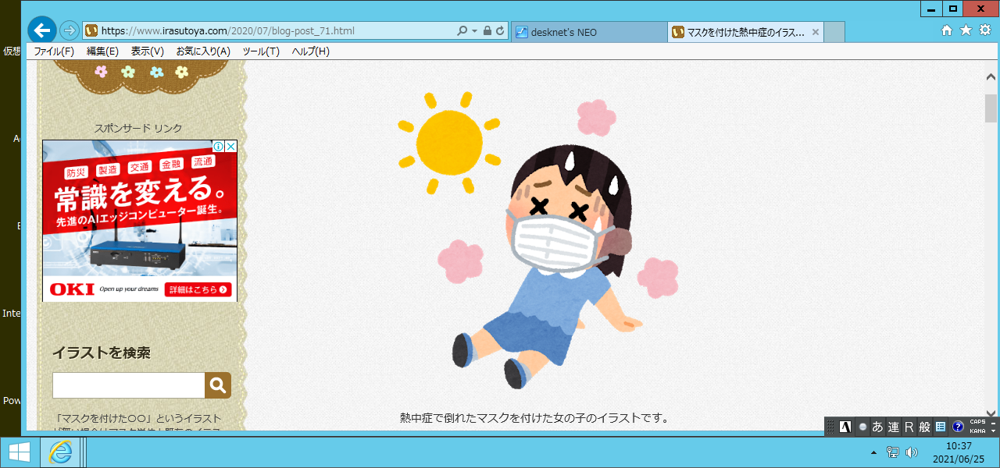 https://www.irasutoya.com/2020/07/blog-post_71.html
desknet's NEO
マスクを付けた熱中症のイラス...
ファイル(F) 編集(E) 表示(V) お気に入り(A) ツール(T) ヘルプ(H)
仮想
Inte
Pow
スポンサード リンク
防災 製造 交通 金融 流通
常識を変える。
先進のAIエッジコンピューター誕生。
OKI Open up your dreams 詳細はこちら
イラストを検索
「マスクを付けた〇〇」というイラスト
熱中症で倒れたマスクを付けた女の子のイラストです。
A あ 連 R 般 CAPS
KANA
10:37
2021/06/25